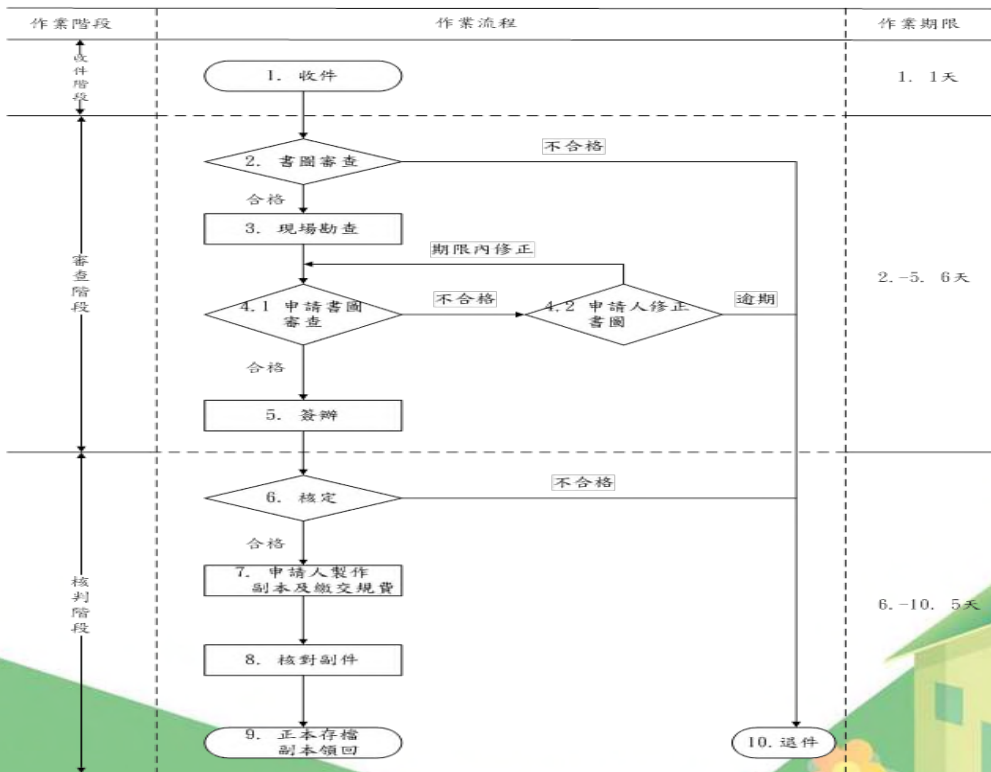 作業階段
作業流程
作業期限
收件階段
1. 收件
1. 1天
2. 書圖審查
不合格
合格
3. 現場勘查
期限內修正
審查階段
4.1 申請書圖
審查
不合格
4.2 申請人修正
書圖
逾期
2.-5. 6天
合格
5. 簽辦
6. 核定
不合格
合格
核判階段
7. 申請人製作
副本及繳交規費
6.-10. 5天
8. 核對副件
9. 正本存檔
副本領回
10. 退件